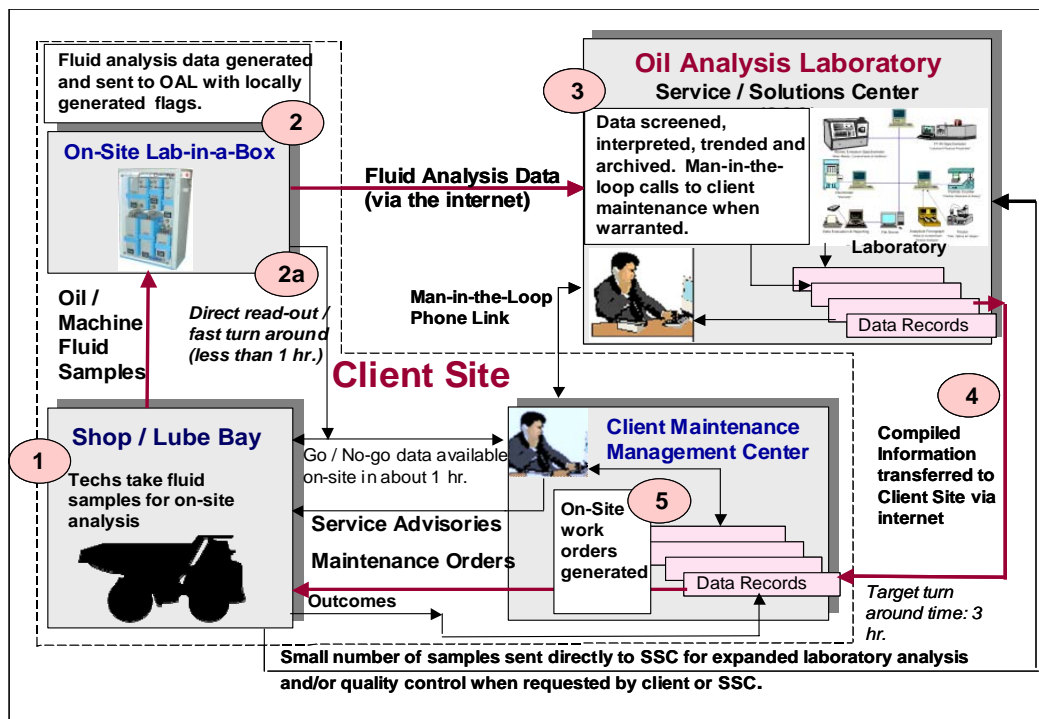 Fluid analysis data generated
and sent to OAL with locally
generated flags.
2
On-Site Lab-in-a-Box
2a
Oil Analysis Laboratory
Service / Solutions Center
3
Data screened,
interpreted, trended and
archived. Man-in-the-
loop calls to client
maintenance when
warranted.
Laboratory
Data Records
Fluid Analysis Data
(via the internet)
Oil /
Machine
Fluid
Samples
Direct read-out /
fast turn around
(less than 1 hr.)
Man-in-the-Loop
Phone Link
Client Site
4
Compiled
Information
transferred to
Client Site via
internet
Target turn
around time: 3
hr.
1
Shop / Lube Bay
Techs take fluid
samples for on-site
analysis
Go / No-go data available
on-site in about 1 hr.
Service Advisories
Maintenance Orders
Outcomes
Client Maintenance
Management Center
5
On-Site
work
orders
generated
Data Records
Small number of samples sent directly to SSC for expanded laboratory analysis
and/or quality control when requested by client or SSC.